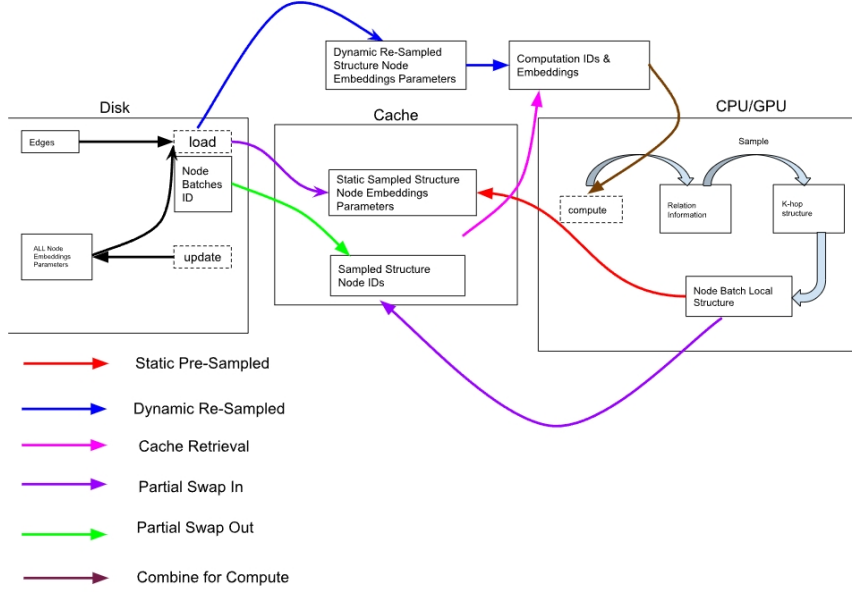 Dynamic Re-Sampled
Structure Node
Embeddings Parameters
Computation IDs &
Embeddings
Disk
Cache
CPU/GPU
Edges
load
Node
Batches
ID
ALL Node
Embeddings
Parameters
update
Static Sampled Structure
Node Embeddings
Parameters
Sampled Structure
Node IDs
Sample
compute
Relation
Information
K-hop
structure
Node Batch Local
Structure
Static Pre-Sampled
Dynamic Re-Sampled
Cache Retrieval
Partial Swap In
Partial Swap Out
Combine for Compute